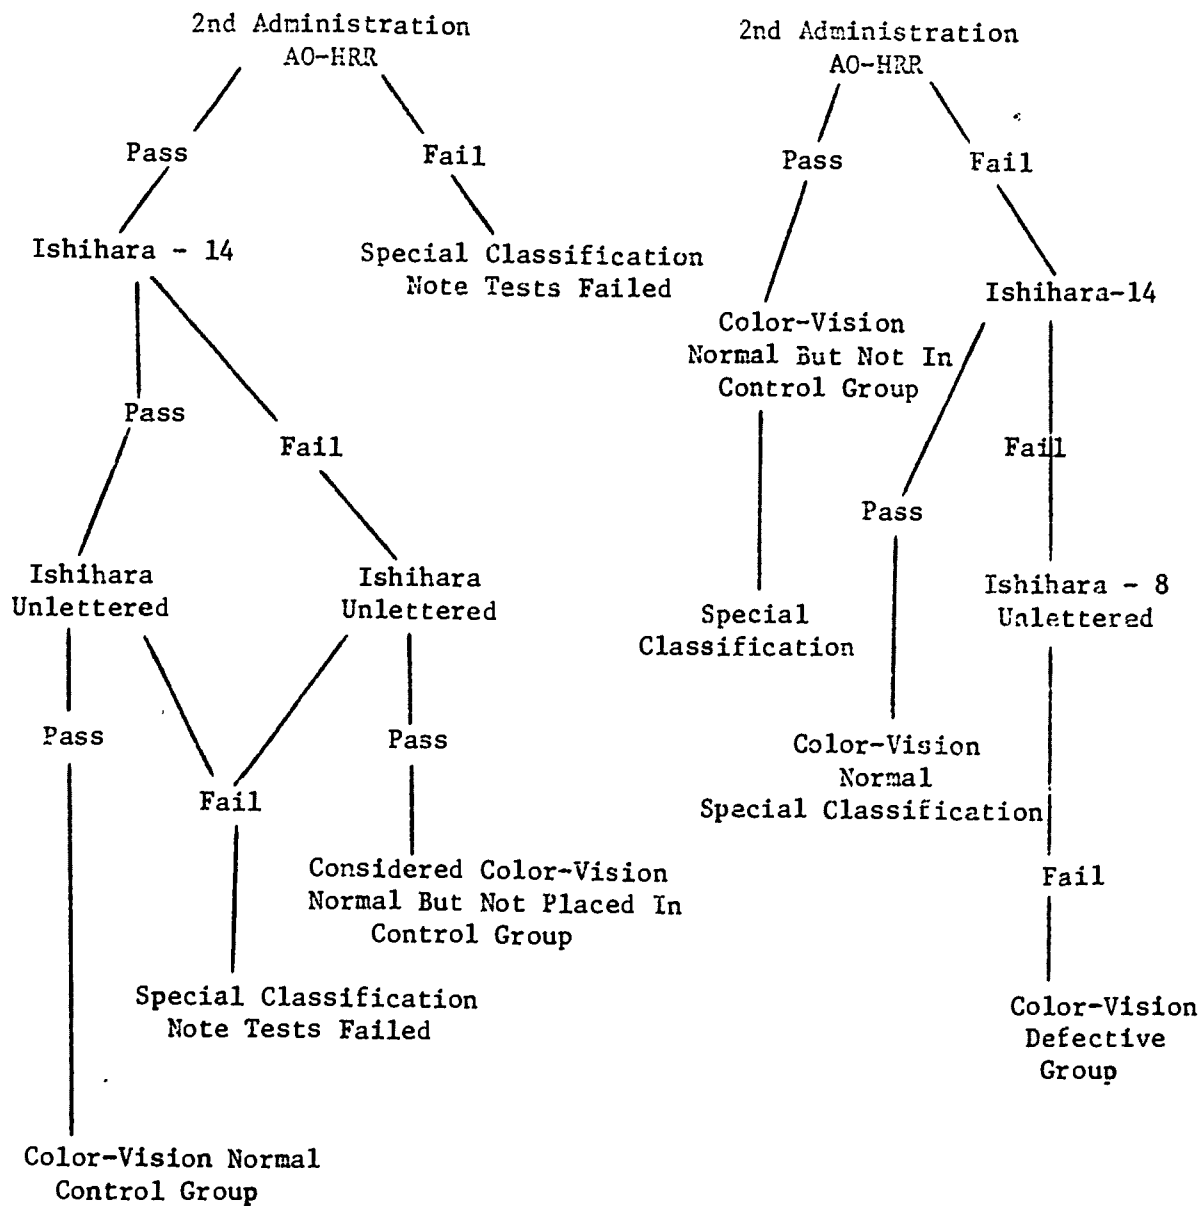 2nd Administration
AO-HRR
Pass
Fail
Ishihara - 14
Special Classification
Note Tests Failed
Pass
Fail
Ishihara
Unlettered
Ishihara
Unlettered
Pass
Pass
Fail
Considered Color-Vision
Normal But Not Placed In
Control Group
Special Classification
Note Tests Failed
Color-Vision Normal
Control Group
2nd Administration
AO-HRR
Pass
Fail
Ishihara-14
Color-Vision
Normal But Not In
Control Group
Fail
Pass
Ishihara - 8
Unlettered
Special
Classification
Color-Vision
Normal
Special Classification
Fail
Color-Vision
Defective
Group